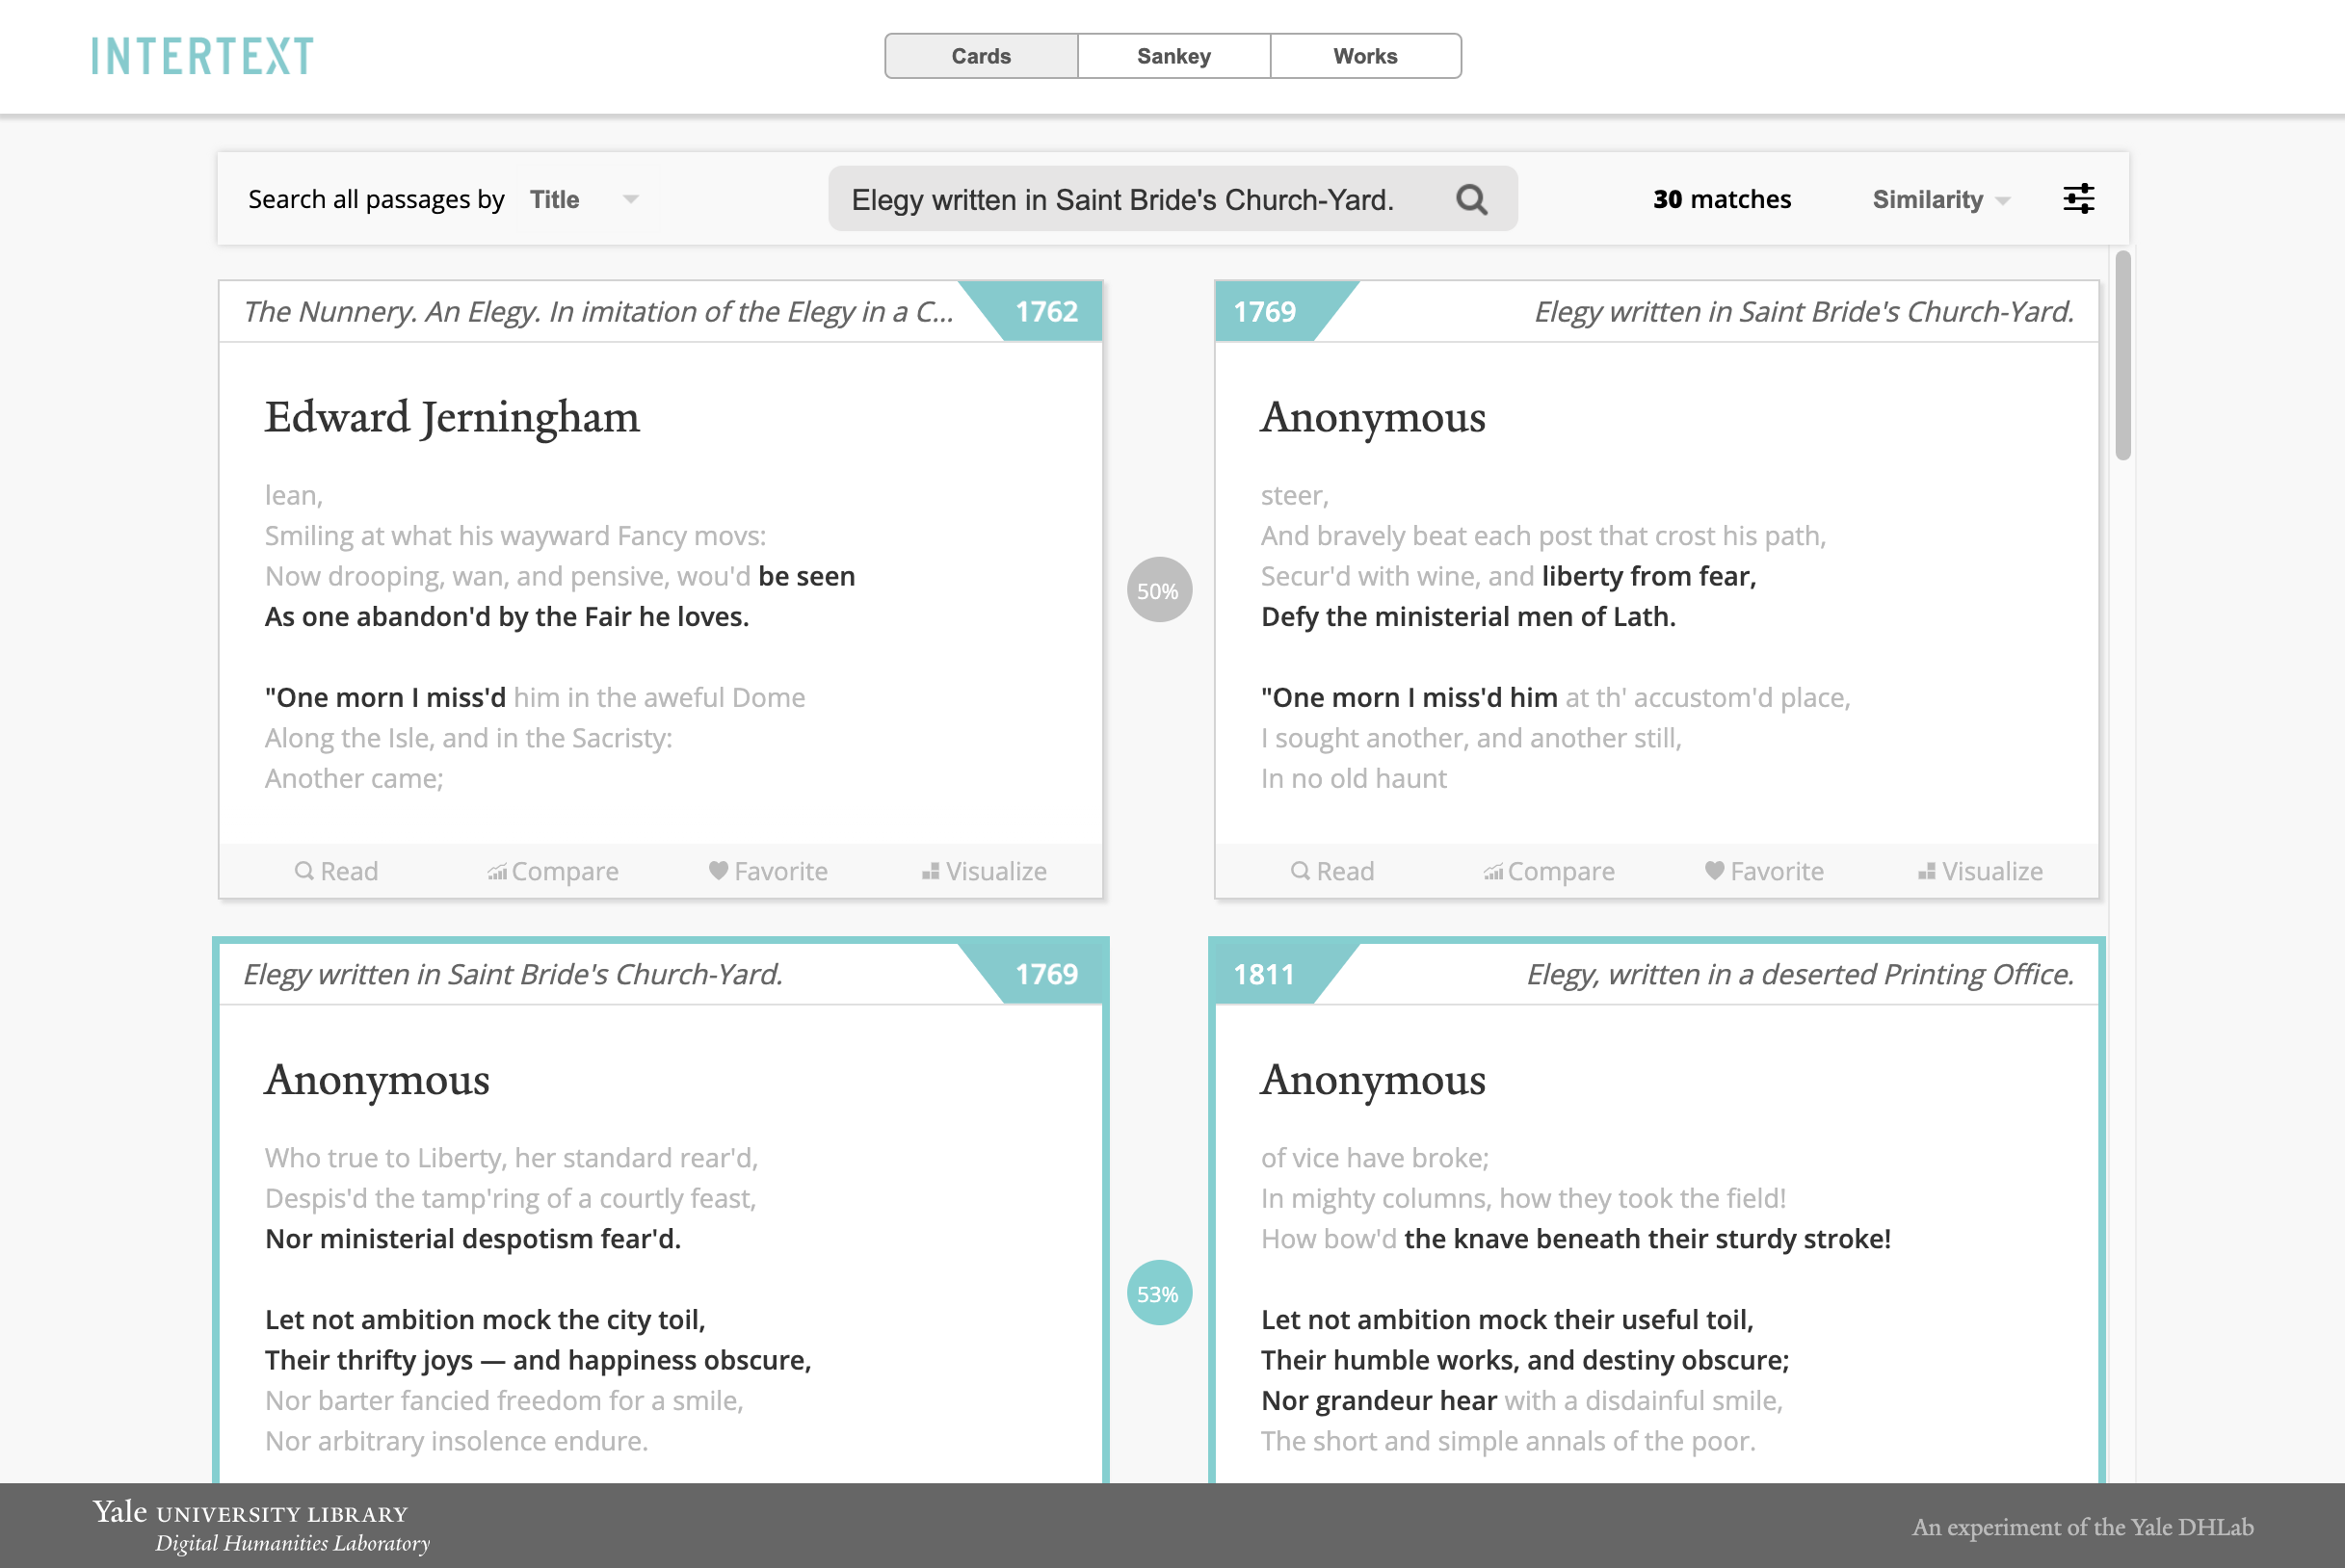 INTERTEXT
Cards Sankey Works
Search all passages by Title
Elegy written in Saint Bride's Church-Yard.
30 matches
Similarity
The Nunnery. An Elegy. In imitation of the Elegy in a C... 1762
Edward Jerningham
lean,
Smiling at what his wayward Fancy movs:
Now drooping, wan, and pensive, wou'd be seen
As one abandon'd by the Fair he loves.
"One morn I miss'd him in the aweful Dome
Along the Isle, and in the Sacristy:
Another came;
Read Compare Favorite Visualize
50%
1769 Elegy written in Saint Bride's Church-Yard.
Anonymous
steer,
And bravely beat each post that crost his path,
Secur'd with wine, and liberty from fear,
Defy the ministerial men of Lath.
"One morn I miss'd him at th' accustom'd place,
I sought another, and another still,
In no old haunt
Read Compare Favorite Visualize
Elegy written in Saint Bride's Church-Yard. 1769
Anonymous
Who true to Liberty, her standard rear'd,
Despis'd the tamp'ring of a courtly feast,
Nor ministerial despotism fear'd.
Let not ambition mock the city toil,
Their thrifty joys — and happiness obscure,
Nor barter fancied freedom for a smile,
Nor arbitrary insolence endure.
53%
1811 Elegy, written in a deserted Printing Office.
Anonymous
of vice have broke;
In mighty columns, how they took the field!
How bow'd the knave beneath their sturdy stroke!
Let not ambition mock their useful toil,
Their humble works, and destiny obscure;
Nor grandeur hear with a disdainful smile,
The short and simple annals of the poor.
Yale UNIVERSITY LIBRARY
Digital Humanities Laboratory
An experiment of the Yale DHLab